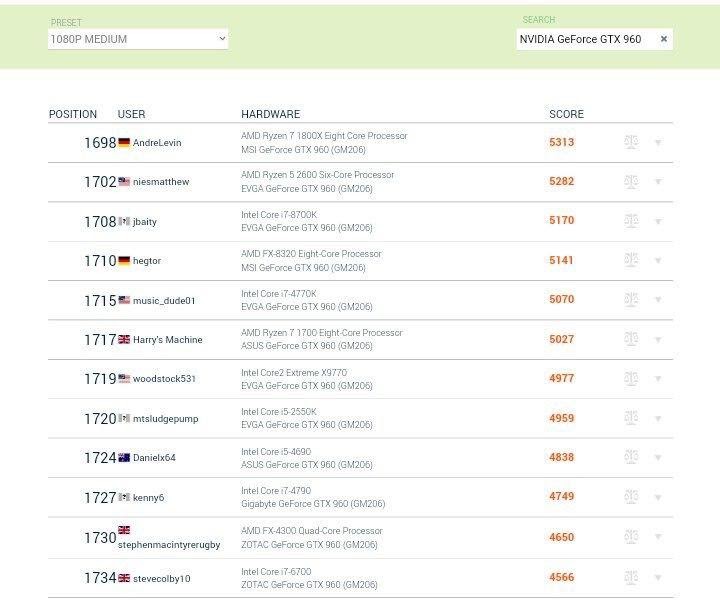 PRESET
SEARCH
1080P MEDIUM
NVIDIA GeForce GTX 960 ×
POSITION USER HARDWARE SCORE
1698 AndreLevin AMD Ryzen 7 1800X Eight Core Processor 5313
MSI GeForce GTX 960 (GM206)
1702 niesmatthew AMD Ryzen 5 2600 Six-Core Processor 5282
EVGA GeForce GTX 960 (GM206)
1708 jbaity Intel Core i7-8700K 5170
EVGA GeForce GTX 960 (GM206)
1710 hegtor AMD FX-8320 Eight-Core Processor 5141
MSI GeForce GTX 960 (GM206)
1715 music_dude01 Intel Core i7-4770K 5070
EVGA GeForce GTX 960 (GM206)
1717 Harry's Machine AMD Ryzen 7 1700 Eight-Core Processor 5027
ASUS GeForce GTX 960 (GM206)
1719 woodstock531 Intel Core2 Extreme X9770 4977
EVGA GeForce GTX 960 (GM206)
1720 mtsludgepump Intel Core i5-2550K 4959
EVGA GeForce GTX 960 (GM206)
1724 Danielx64 Intel Core i5-4690 4838
ASUS GeForce GTX 960 (GM206)
1727 kenny6 Intel Core i7-4790 4749
Gigabyte GeForce GTX 960 (GM206)
1730 stephenmacintyrerugby AMD FX-4300 Quad-Core Processor 4650
ZOTAC GeForce GTX 960 (GM206)
1734 stevecolby10 Intel Core i7-6700 4566
ZOTAC GeForce GTX 960 (GM206)